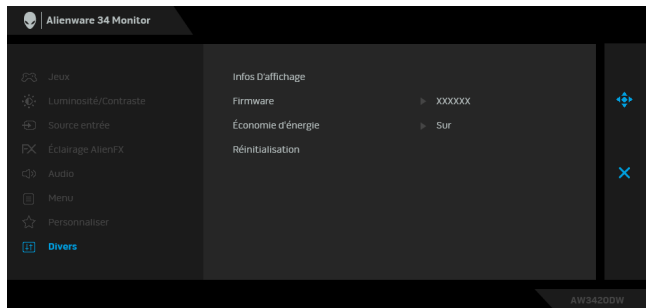 Alienware 34 Monitor
Jeux
Luminosité/Contraste
Source entrée
Éclairage AlienFX
Audio
Menu
Personnaliser
Divers
Infos D'affichage
Firmware XXXXXX
Économie d'énergie Sur
Réinitialisation
AW3420DW